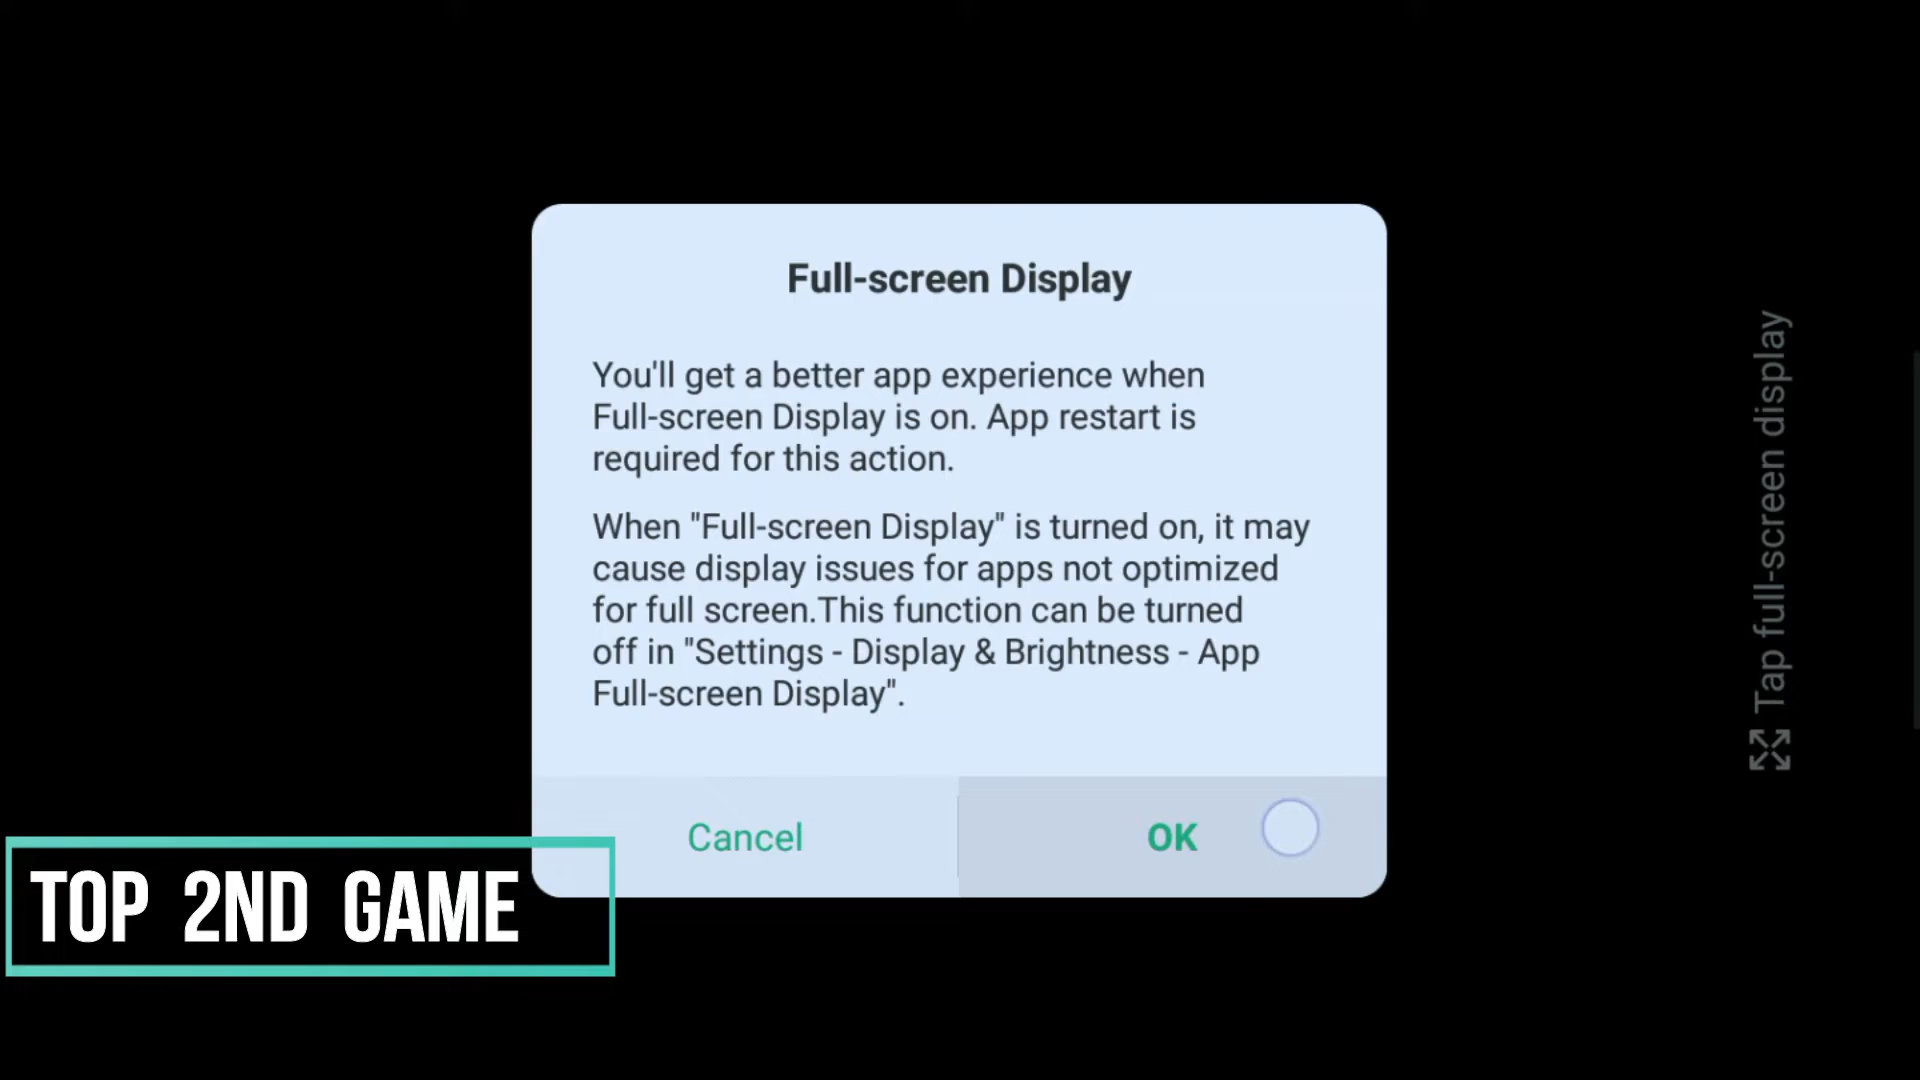 Full-screen Display
You'll get a better app experience when
Full-screen Display is on. App restart is
required for this action.
When "Full-screen Display" is turned on, it may
cause display issues for apps not optimized
for full screen.This function can be turned
off in "Settings - Display & Brightness - App
Full-screen Display".
Cancel
OK
Tap full-screen display
TOP 2ND GAME